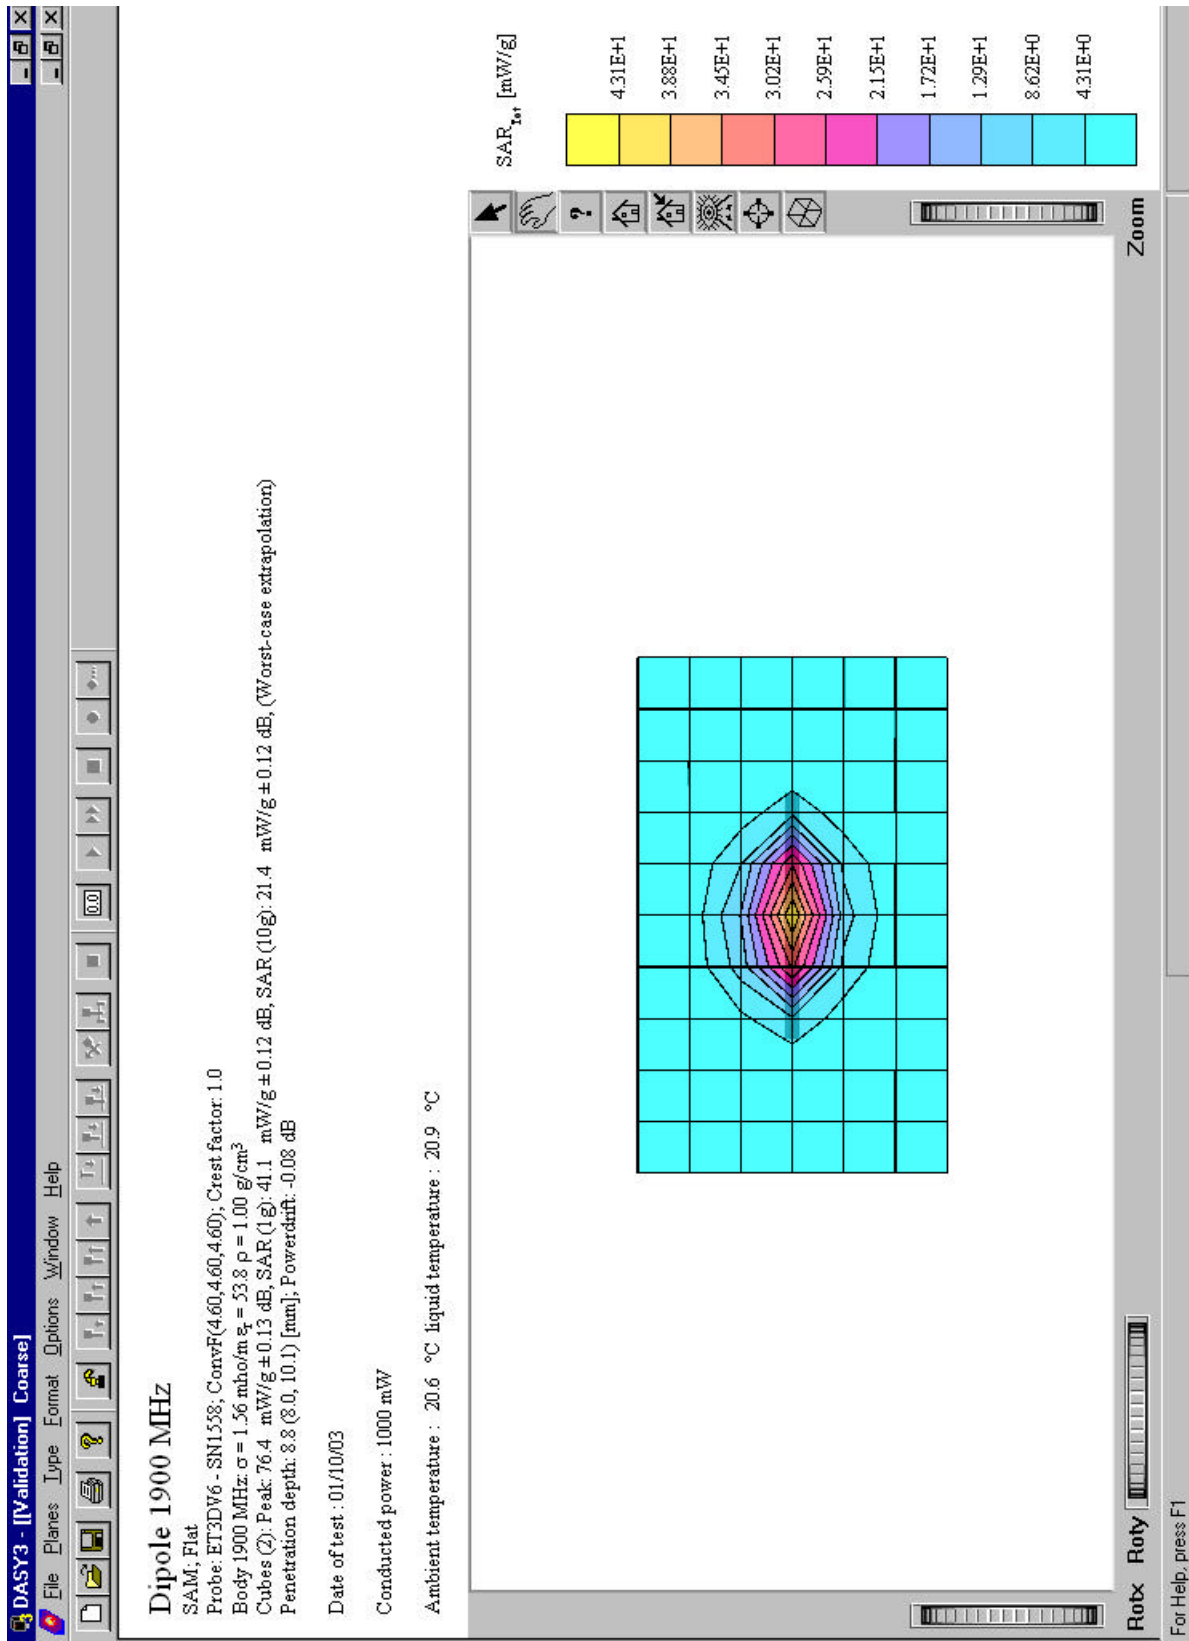 DASY3 - [[Validation] Coarse]
File Planes Type Format Options Window Help
0.0
Dipole 1900 MHz
SAM; Flat
Probe: ET3DV6 - SN1558; ConvF(4.60,4.60,4.60); Crest factor: 1.0
Body 1900 MHz: σ = 1.56 mho/m εr = 53.8 ρ = 1.00 g/cm³
Cubes (2): Peak: 76.4 mW/g ± 0.13 dB, SAR (1g): 41.1 mW/g ± 0.12 dB, SAR (10g): 21.4 mW/g ± 0.12 dB, (Worst-case extrapolation)
Penetration depth: 8.8 (8.0, 10.1) [mm]; Powerdrift: -0.08 dB
Date of test : 01/10/03
Conducted power : 1000 mW
Ambient temperature : 20.6 °C liquid temperature : 20.9 °C
SARTot [mW/g]
4.31E+1
3.88E+1
3.45E+1
3.02E+1
2.59E+1
2.15E+1
1.72E+1
1.29E+1
8.62E+0
4.31E+0
Rotx Roty Zoom
For Help, press F1